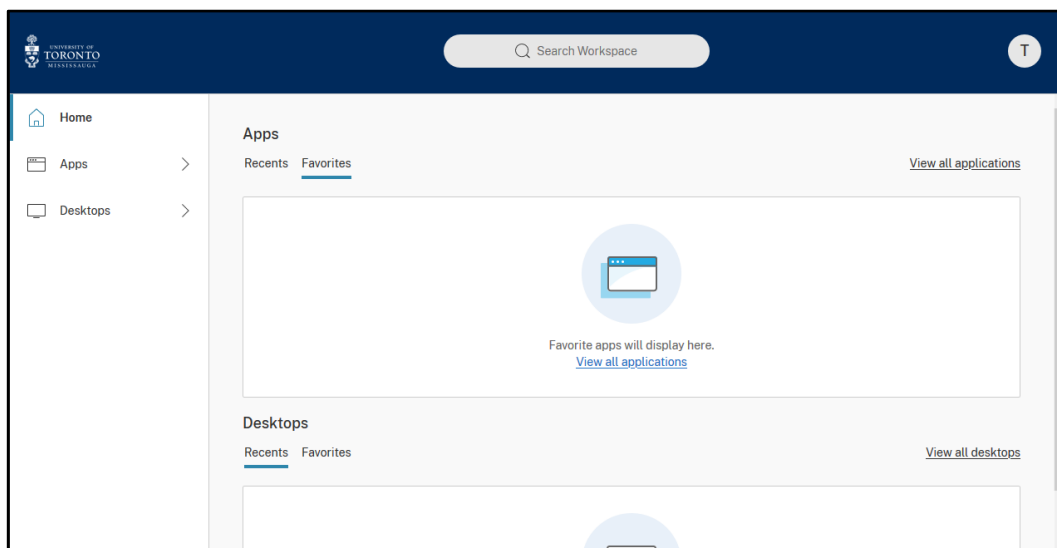 UNIVERSITY OF
TORONTO
MISSISSAUGA
Search Workspace
T
Home
Apps
Desktops
Apps
Recents Favorites
View all applications
Favorite apps will display here.
View all applications
Desktops
Recents Favorites
View all desktops